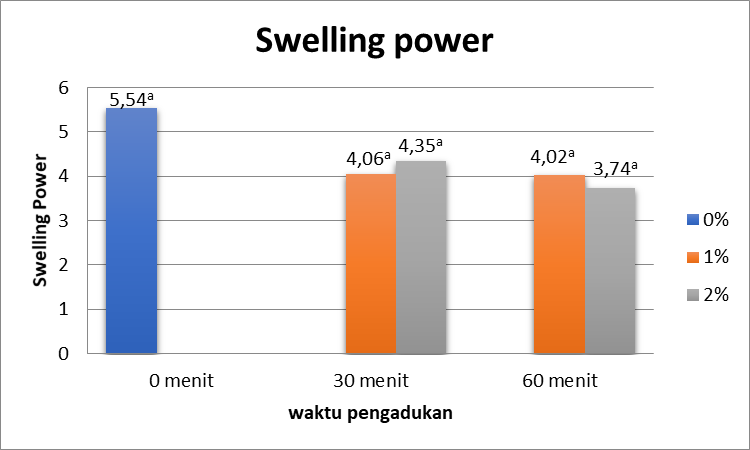 Swelling power
Swelling Power
6
5
4
3
2
1
0
5,54ᵃ
4,06ᵃ
4,35ᵃ
4,02ᵃ
3,74ᵃ
0 menit
30 menit
60 menit
waktu pengadukan
0%
1%
2%